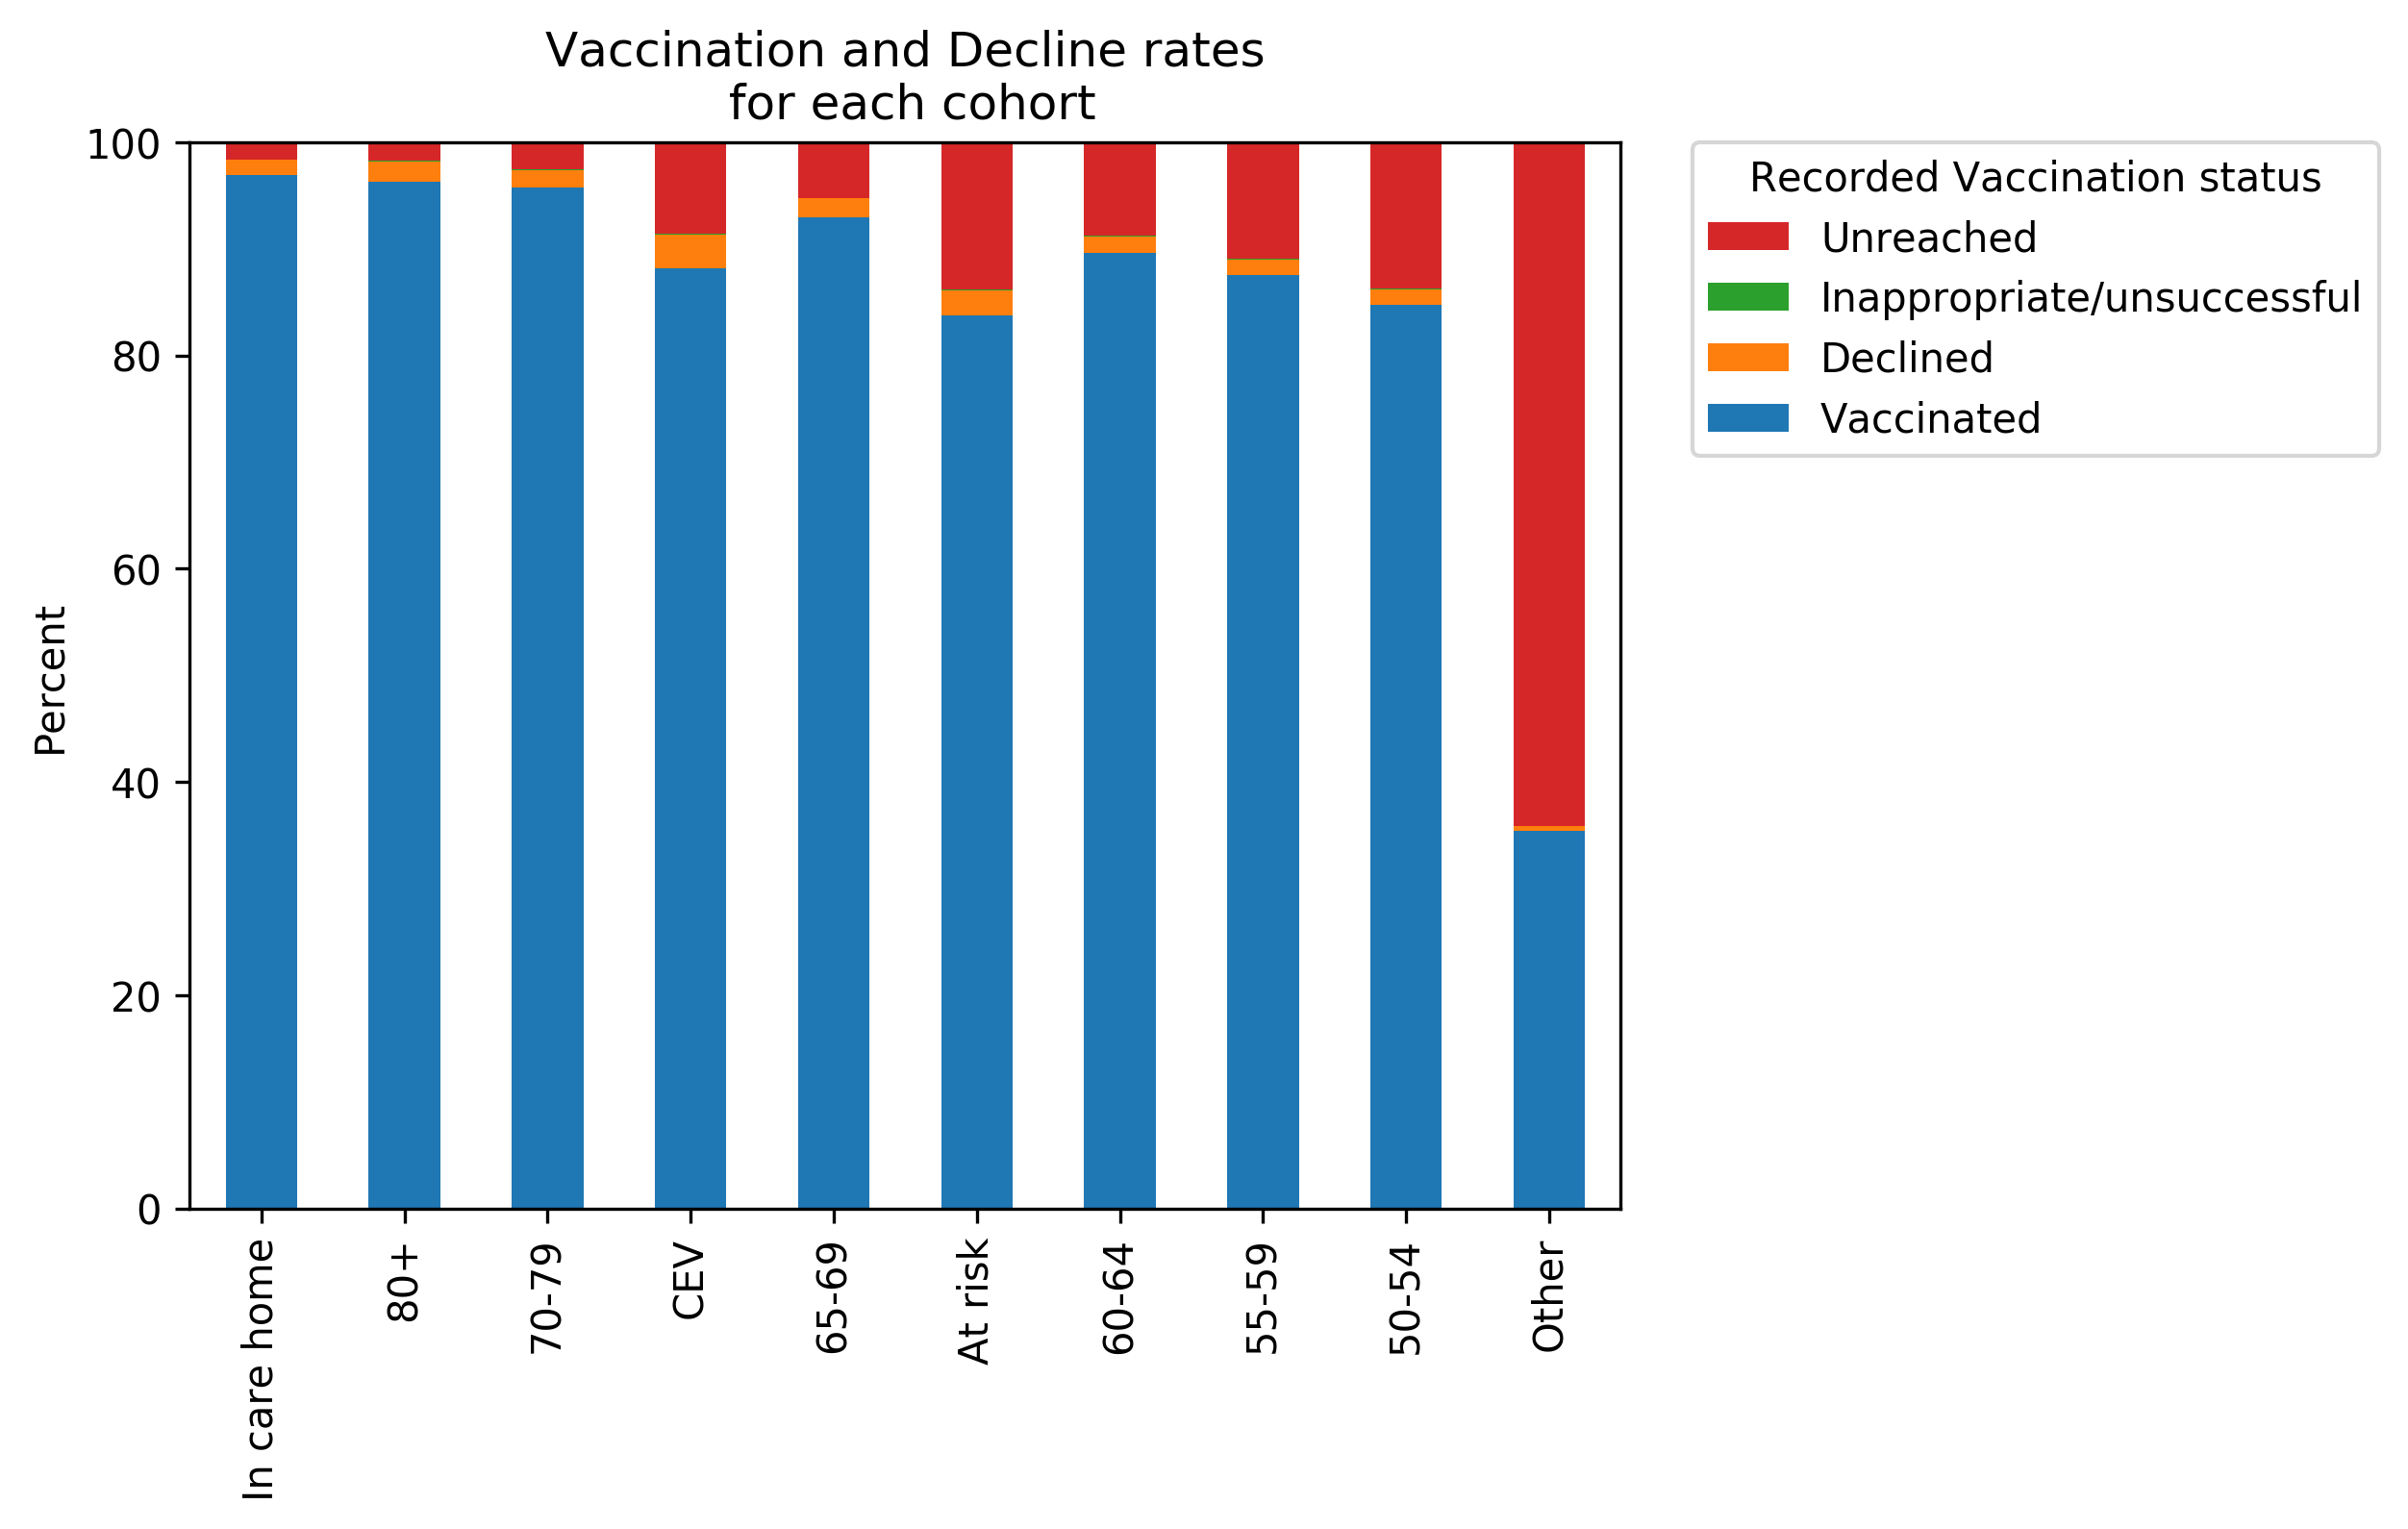 Vaccination and Decline rates
for each cohort
100
80
60
40
20
0
Percent
In care home
80+
70-79
CEV
65-69
At risk
60-64
55-59
50-54
Other
Recorded Vaccination status
Unreached
Inappropriate/unsuccessful
Declined
Vaccinated